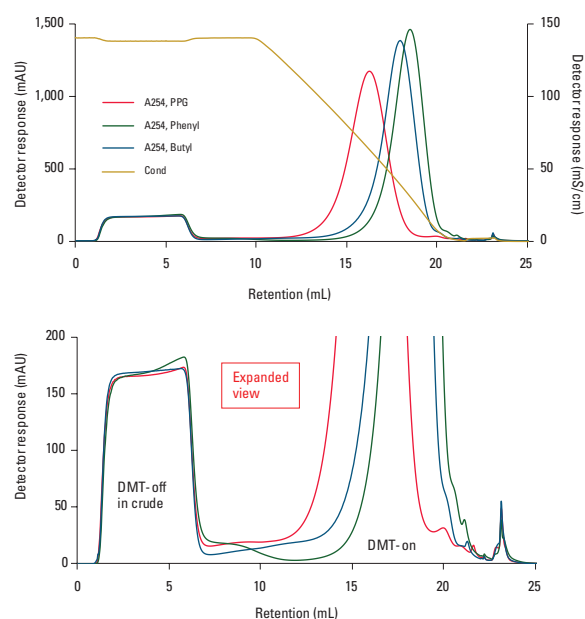 1,500
1,000
500
0
150
100
50
0
Detector response (mAU)
Detector response (mS/cm)
A254, PPG
A254, Phenyl
A254, Butyl
Cond
0 5 10 15 20 25
Retention (mL)
200
150
100
50
0
Detector response (mAU)
Expanded
view
DMT-off
in crude
DMT-on
0 5 10 15 20 25
Retention (mL)